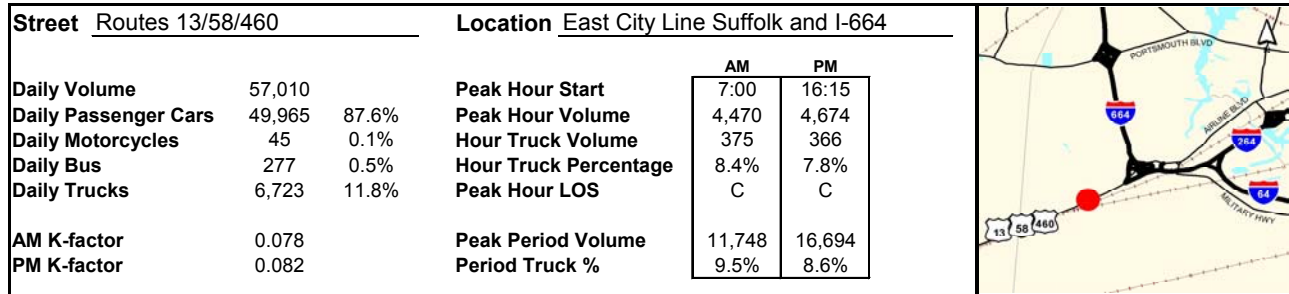 Street Routes 13/58/460 Location East City Line Suffolk and I-664
AM PM
Daily Volume 57,010 Peak Hour Start 7:00 16:15
Daily Passenger Cars 49,965 87.6% Peak Hour Volume 4,470 4,674
Daily Motorcycles 45 0.1% Hour Truck Volume 375 366
Daily Bus 277 0.5% Hour Truck Percentage 8.4% 7.8%
Daily Trucks 6,723 11.8% Peak Hour LOS C C
AM K-factor 0.078 Peak Period Volume 11,748 16,694
PM K-factor 0.082 Period Truck % 9.5% 8.6%
PORTSMOUTH BLVD
664
AIRLINE BLVD
264
64
MILITARY HWY
13 58 460